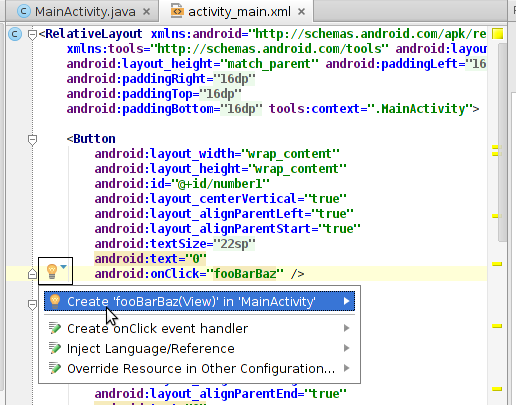 MainActivity.java × activity_main.xml ×
<RelativeLayout xmlns:android="http://schemas.android.com/apk/re
xmlns:tools="http://schemas.android.com/tools" android:layou
android:layout_height="match_parent" android:paddingLeft="16
android:paddingRight="16dp"
android:paddingTop="16dp"
android:paddingBottom="16dp" tools:context=".MainActivity">
<Button
android:layout_width="wrap_content"
android:layout_height="wrap_content"
android:id="@+id/number1"
android:layout_centerVertical="true"
android:layout_alignParentLeft="true"
android:layout_alignParentStart="true"
android:textSize="22sp"
android:text="0"
android:onClick="fooBarBaz" />
Create 'fooBarBaz(View)' in 'MainActivity'
Create onClick event handler
Inject Language/Reference
Override Resource in Other Configuration...
android:layout_alignParentEnd="true"